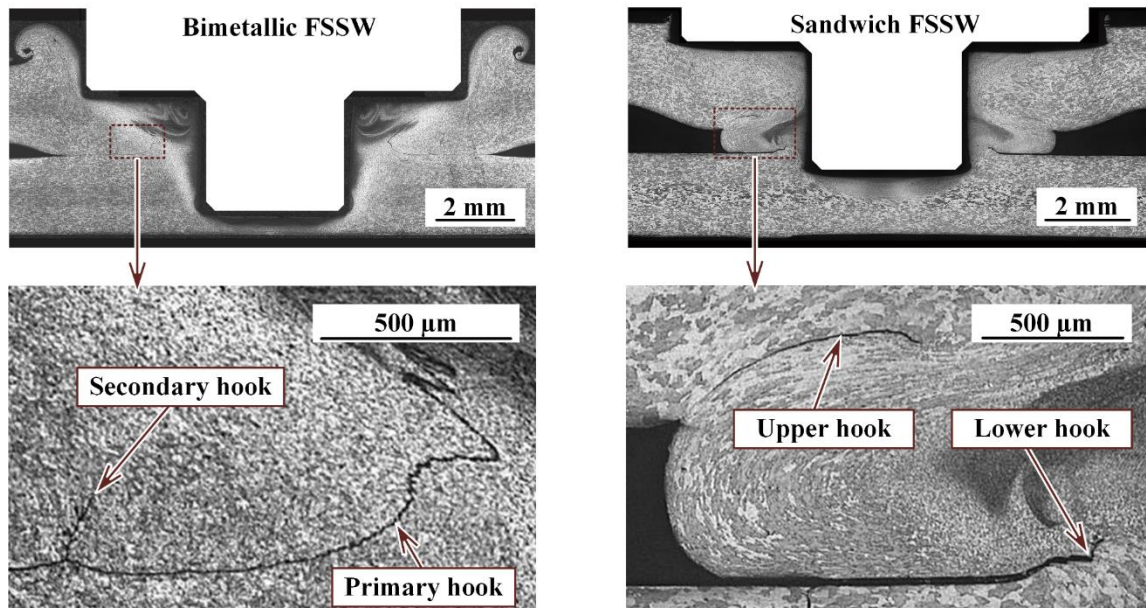 Bimetallic FSSW
Sandwich FSSW
2 mm
2 mm
500 µm
500 µm
Secondary hook
Upper hook
Lower hook
Primary hook